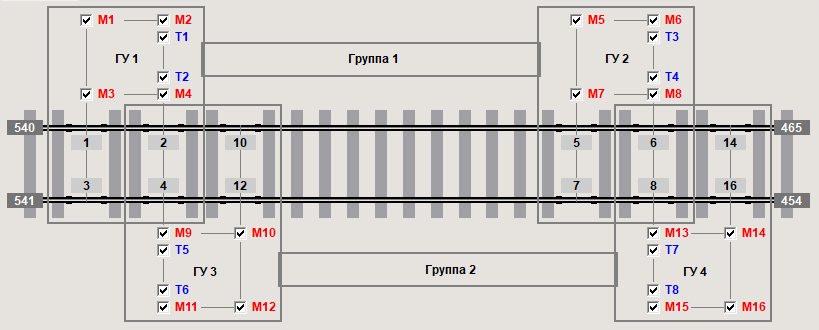 M1 M2 M5 M6
T1 T3
ГУ 1 Группа 1 ГУ 2
T2 T4
M3 M4 M7 M8
540 465
1 2 10 5 6 14
3 4 12 7 8 16
541 454
M9 M10 M13 M14
T5 T7
ГУ 3 Группа 2 ГУ 4
T6 T8
M11 M12 M15 M16